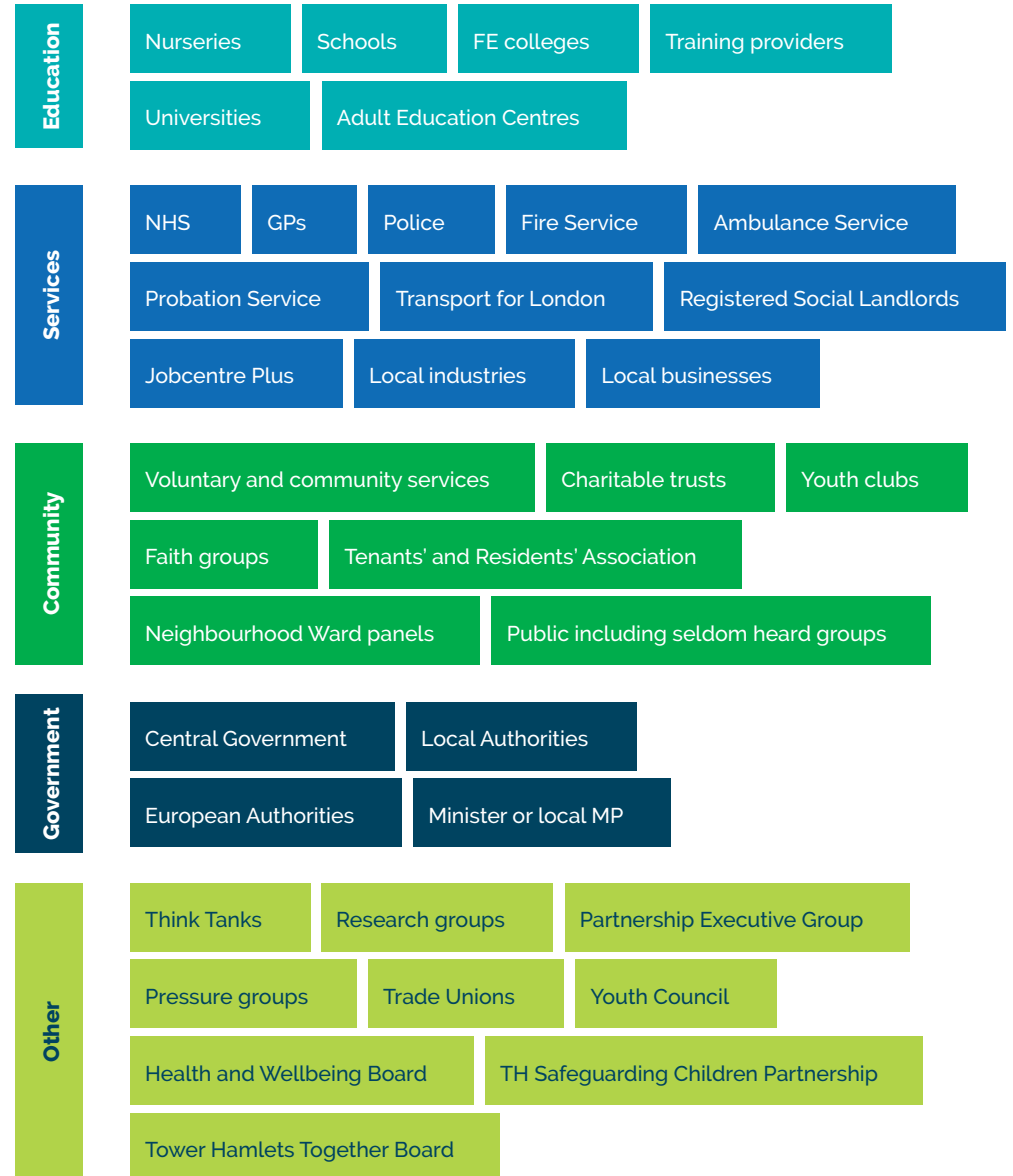 Education
Nurseries
Schools
FE colleges
Training providers
Universities
Adult Education Centres
Services
NHS
GPs
Police
Fire Service
Ambulance Service
Probation Service
Transport for London
Registered Social Landlords
Jobcentre Plus
Local industries
Local businesses
Community
Voluntary and community services
Charitable trusts
Youth clubs
Faith groups
Tenants’ and Residents’ Association
Neighbourhood Ward panels
Public including seldom heard groups
Government
Central Government
Local Authorities
European Authorities
Minister or local MP
Other
Think Tanks
Research groups
Partnership Executive Group
Pressure groups
Trade Unions
Youth Council
Health and Wellbeing Board
TH Safeguarding Children Partnership
Tower Hamlets Together Board